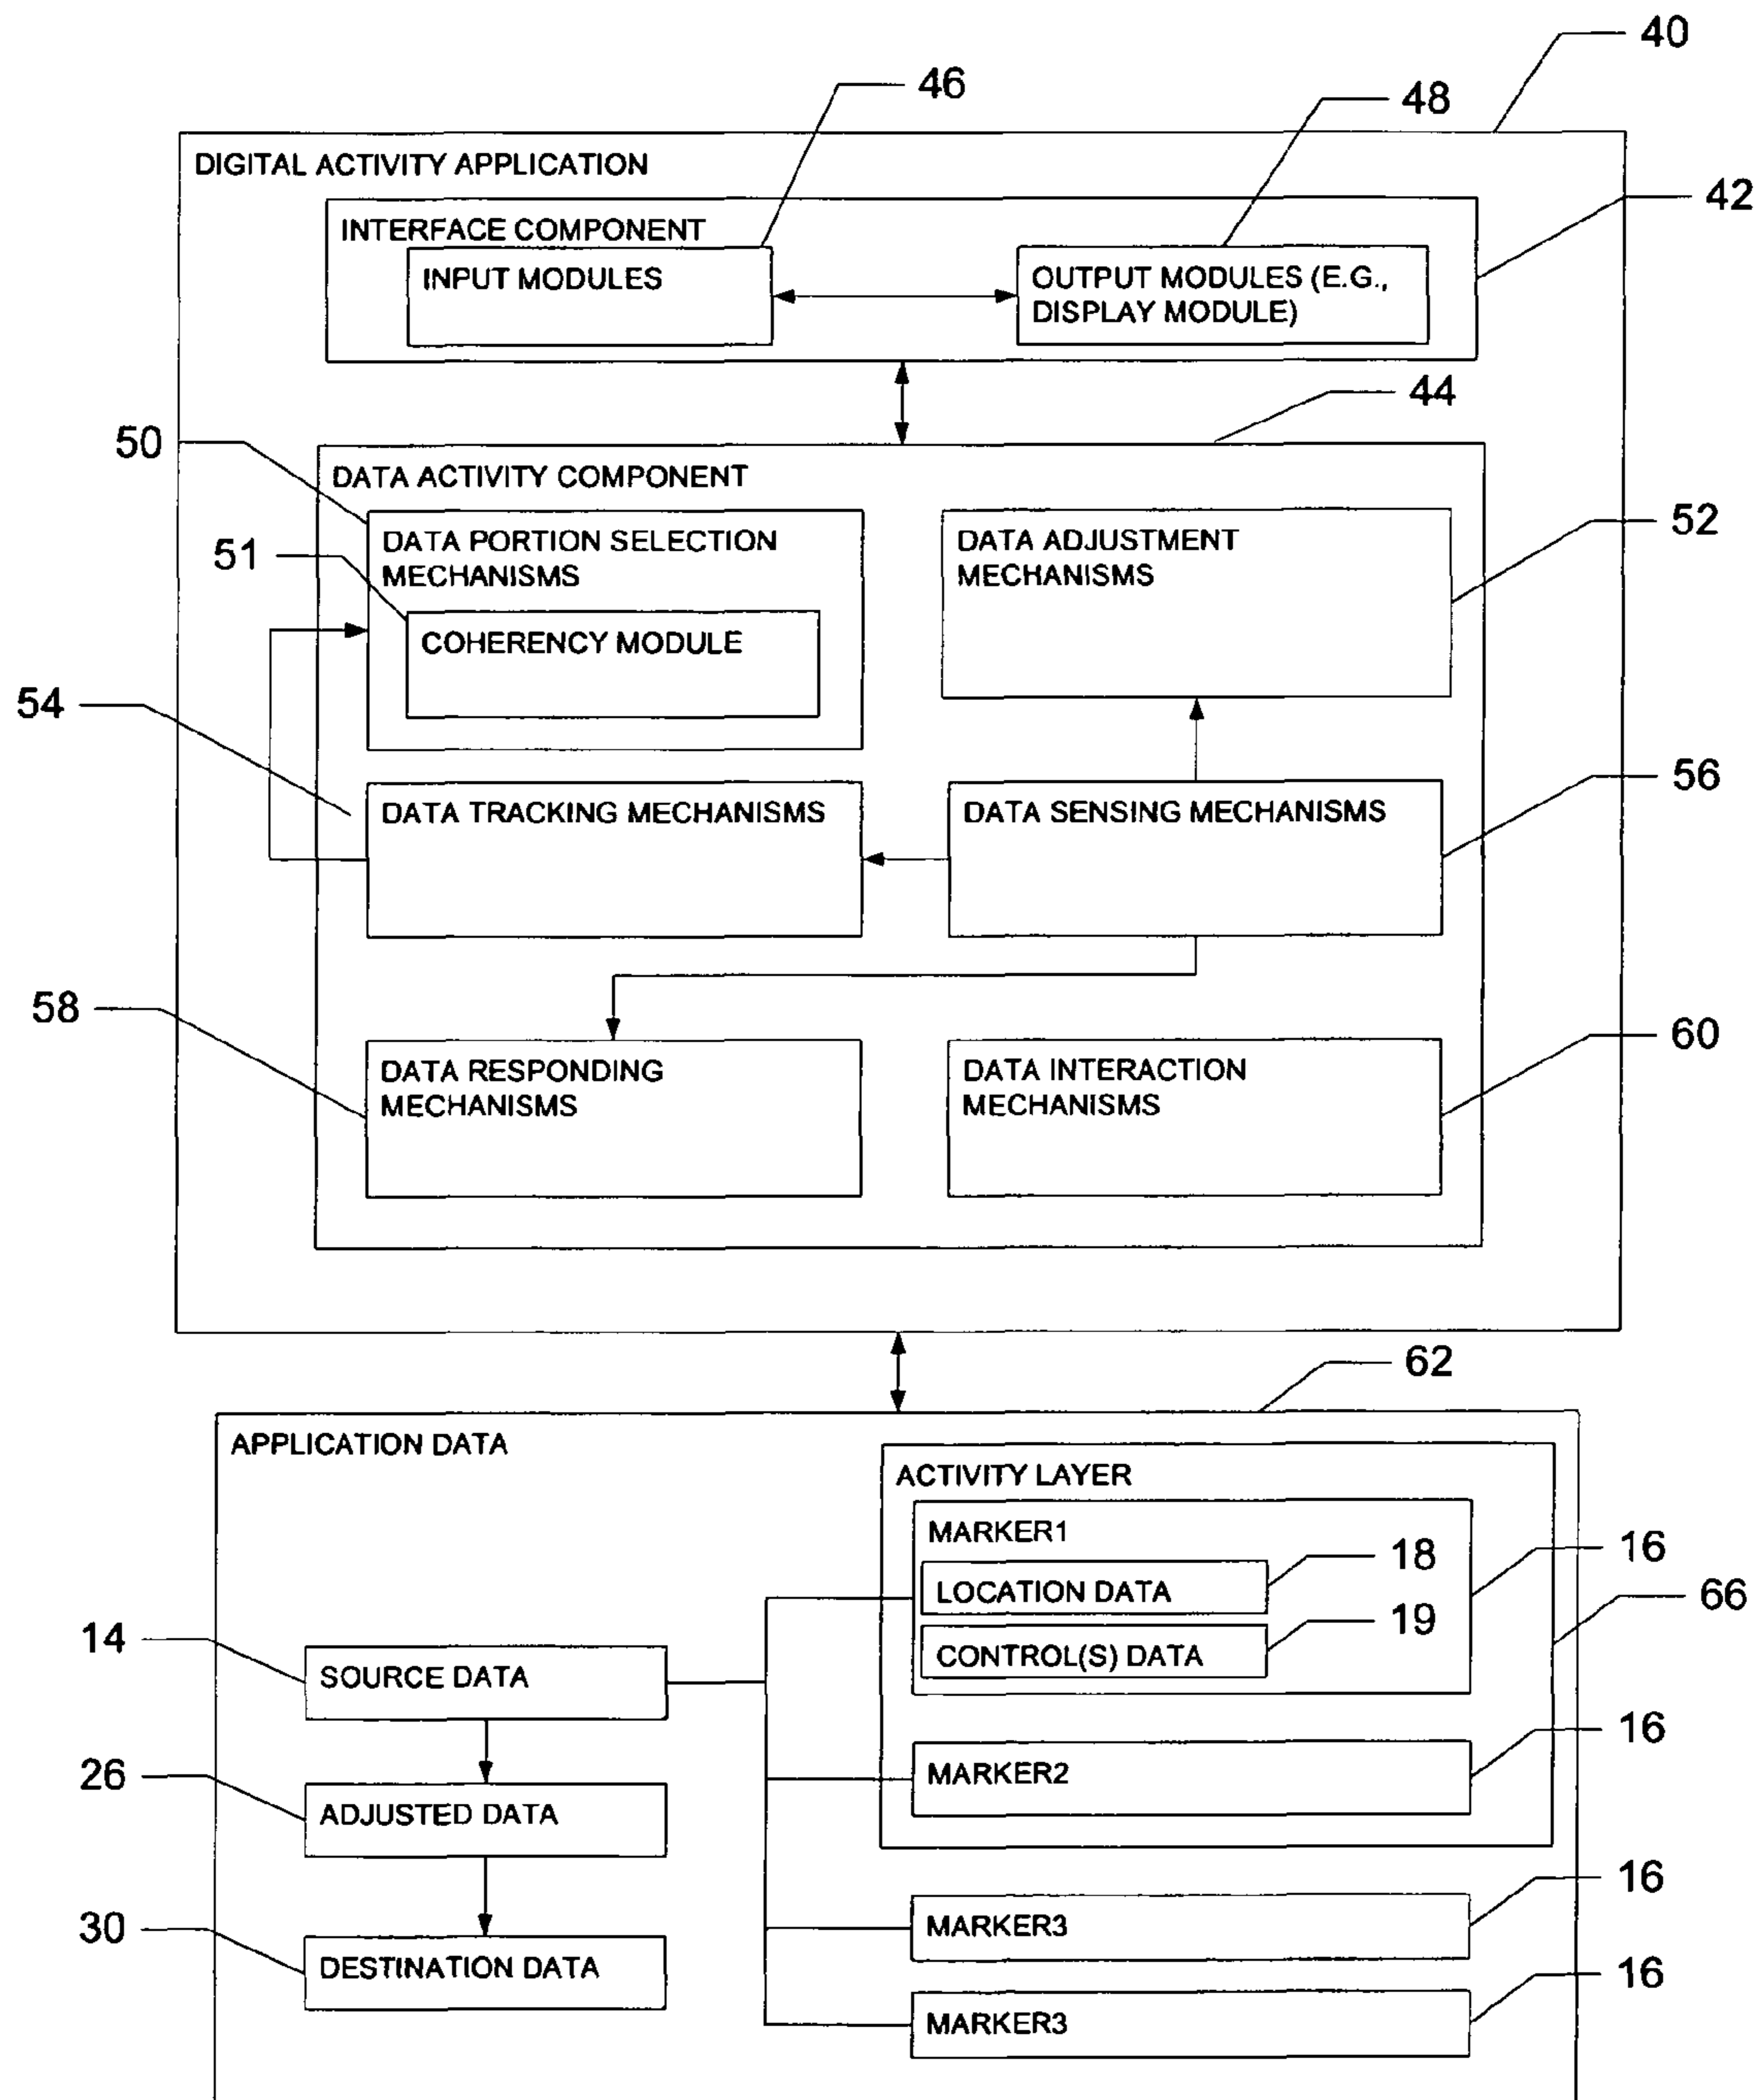 40
46
48
DIGITAL ACTIVITY APPLICATION
42
INTERFACE COMPONENT
INPUT MODULES
OUTPUT MODULES (E.G.,
DISPLAY MODULE)
44
50
DATA ACTIVITY COMPONENT
DATA PORTION SELECTION
MECHANISMS
DATA ADJUSTMENT
MECHANISMS
52
51
COHERENCY MODULE
54
DATA TRACKING MECHANISMS
DATA SENSING MECHANISMS
56
58
DATA RESPONDING
MECHANISMS
DATA INTERACTION
MECHANISMS
60
62
APPLICATION DATA
ACTIVITY LAYER
MARKER1
18
16
LOCATION DATA
66
19
CONTROL(S) DATA
14
SOURCE DATA
16
MARKER2
26
ADJUSTED DATA
16
MARKER3
30
DESTINATION DATA
16
MARKER3